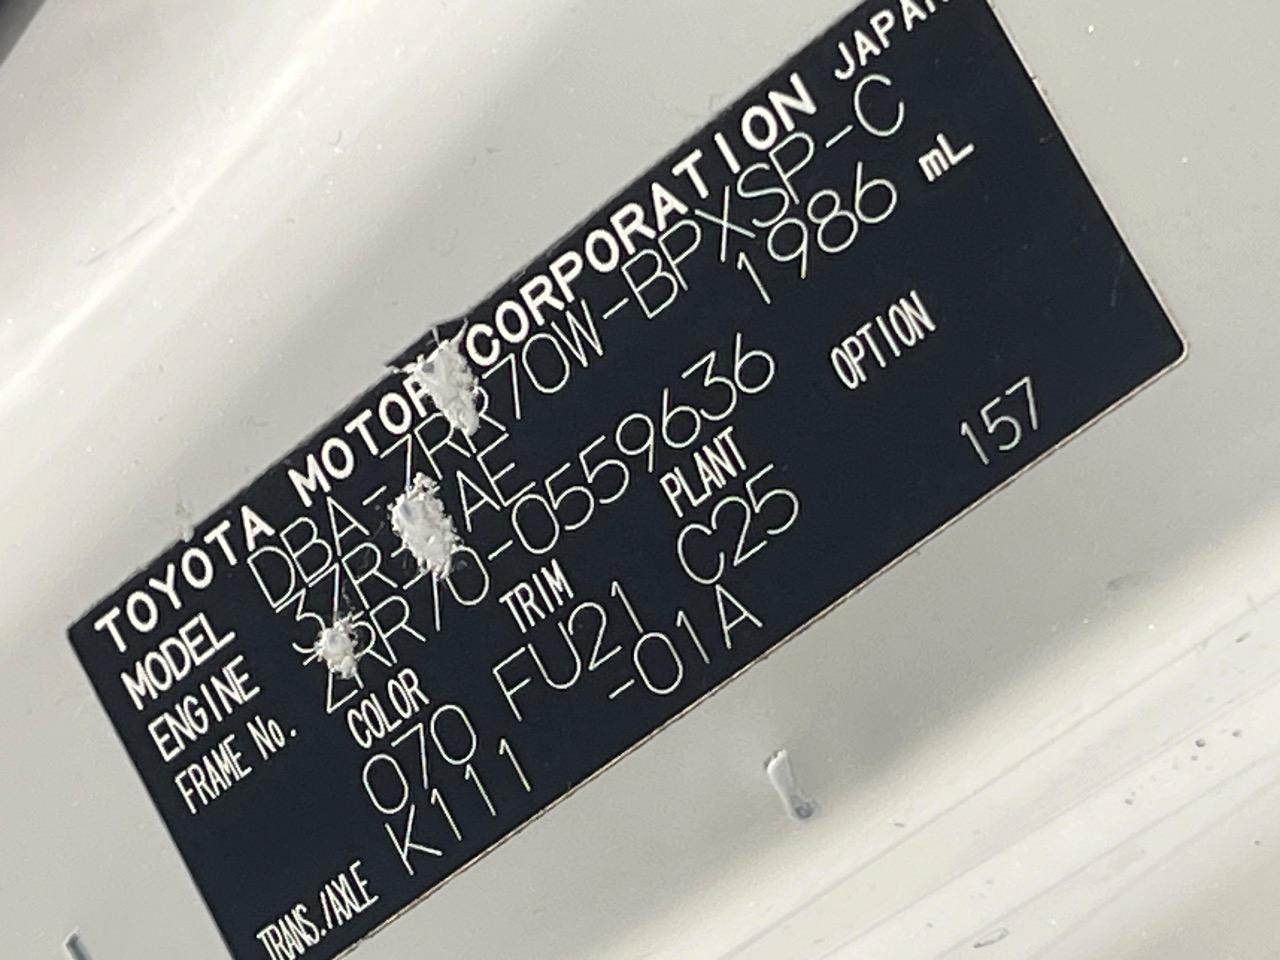 TOYOTA MOTOR CORPORATION JAPAN
MODEL DBA-ZRR70W-BPXSP-C
ENGINE 1986 mL
FRAME No. ZRR70-0559636
COLOR TRIM PLANT OPTION
070 FU21 C25 157
TRANS./AXLE K111 -01A